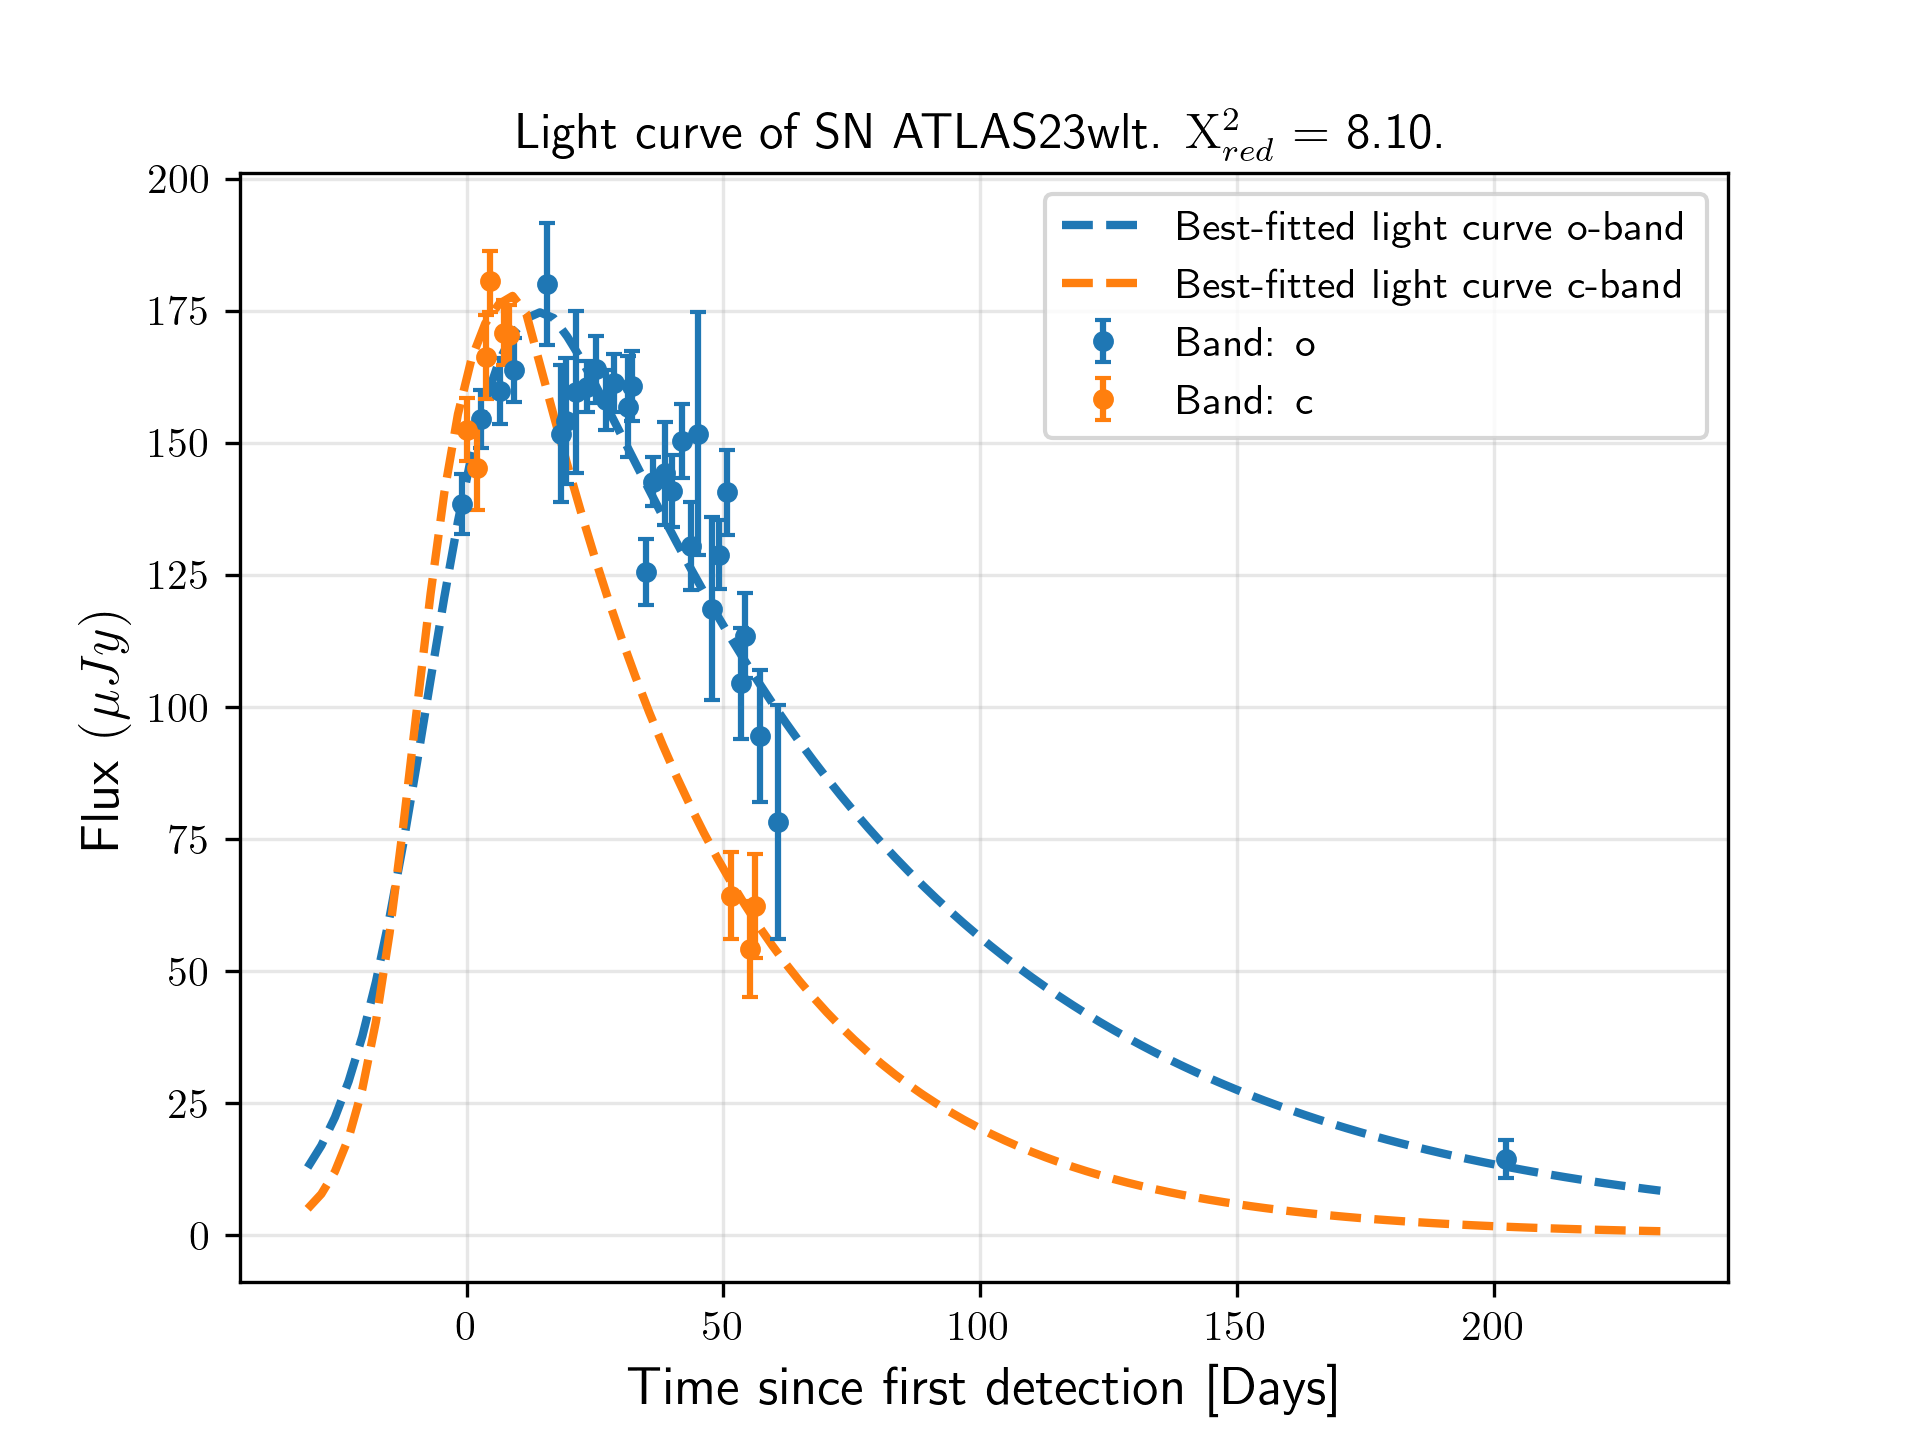 Light curve of SN ATLAS23wlt. X²_red = 8.10.
Best-fitted light curve o-band
Best-fitted light curve c-band
Band: o
Band: c
Flux (μJy)
200
175
150
125
100
75
50
25
0
0 50 100 150 200
Time since first detection [Days]